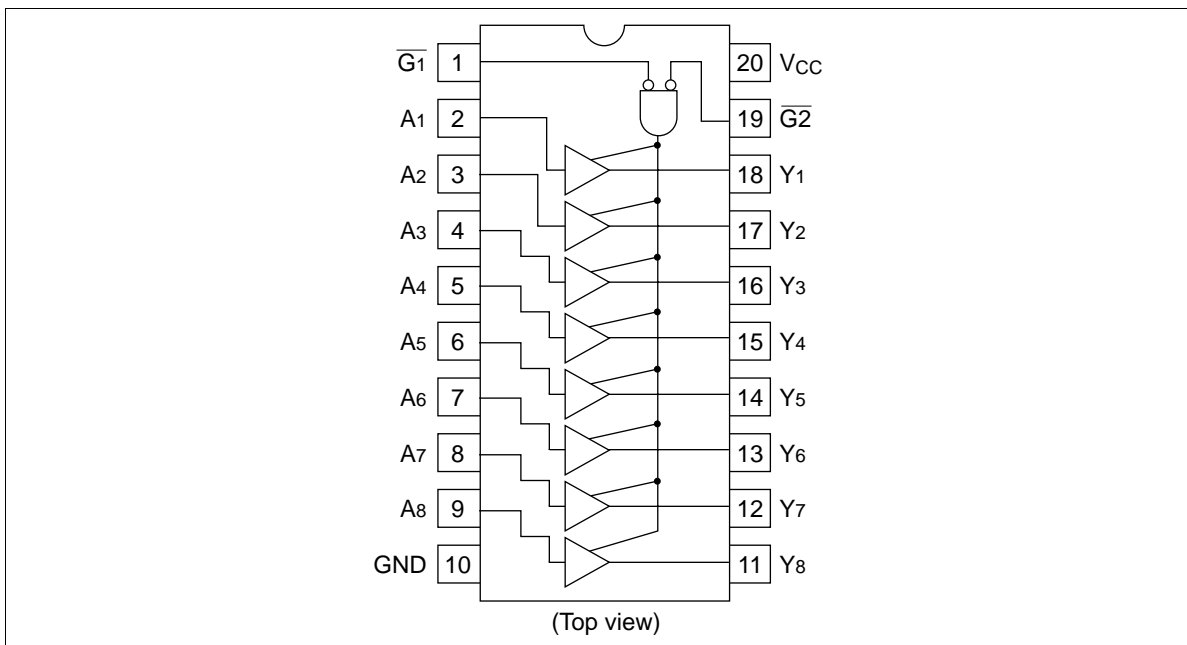 G1 1 20 VCC
A1 2 19 G2
A2 3 18 Y1
A3 4 17 Y2
A4 5 16 Y3
A5 6 15 Y4
A6 7 14 Y5
A7 8 13 Y6
A8 9 12 Y7
GND 10 11 Y8
(Top view)